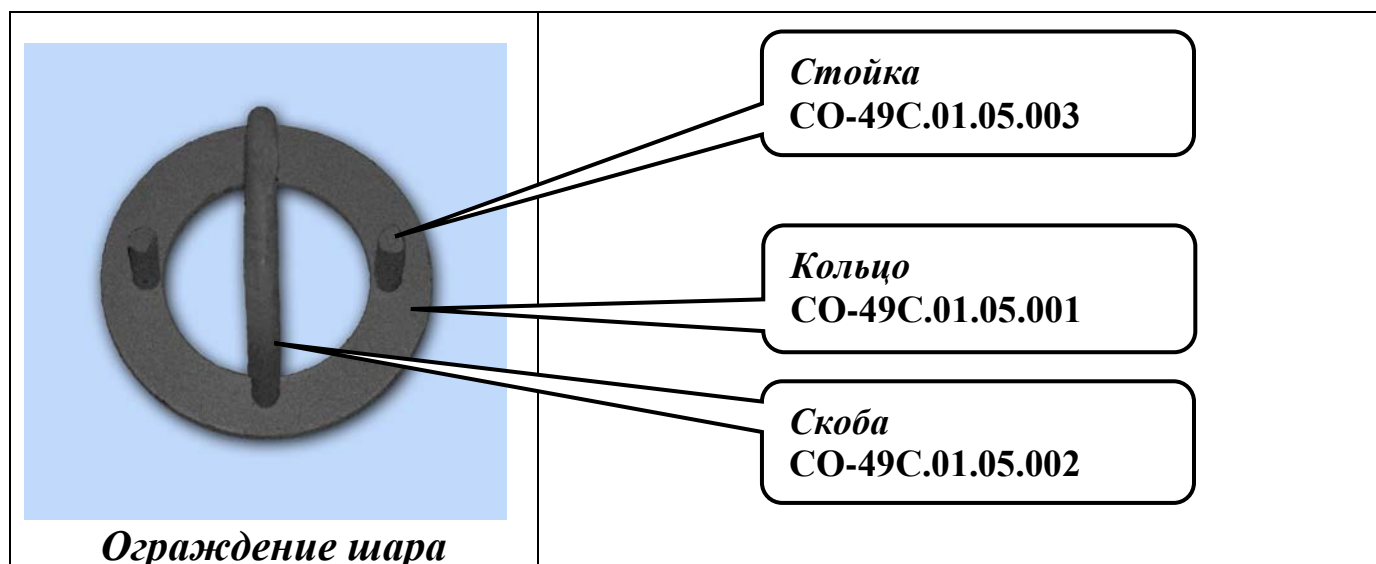 Стойка
СО-49С.01.05.003
Кольцо
СО-49С.01.05.001
Скоба
СО-49С.01.05.002
Ограждение шара